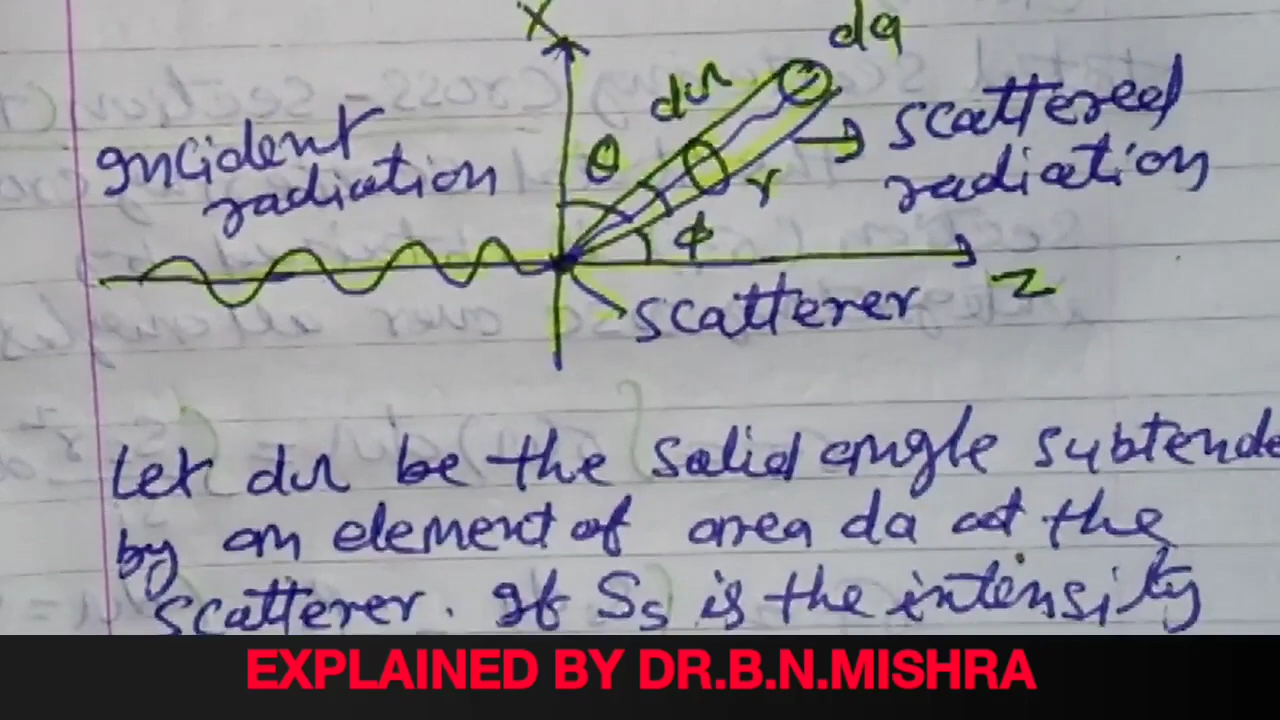 X
da
dΩ
scattered
radiation
Incident
radiation
θ
r
φ
Z
scatterer
Let dΩ be the solid angle subtende
by an element of area da at the
scatterer. If Ss is the intensity
EXPLAINED BY DR.B.N.MISHRA